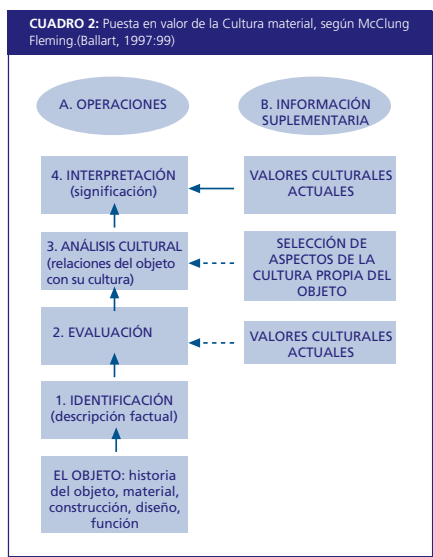 CUADRO 2: Puesta en valor de la Cultura material, según McClung
Fleming.(Ballart, 1997:99)
A. OPERACIONES
B. INFORMACIÓN
SUPLEMENTARIA
4. INTERPRETACIÓN
(significación)
VALORES CULTURALES
ACTUALES
3. ANÁLISIS CULTURAL
(relaciones del objeto
con su cultura)
SELECCIÓN DE
ASPECTOS DE LA
CULTURA PROPIA DEL
OBJETO
2. EVALUACIÓN
VALORES CULTURALES
ACTUALES
1. IDENTIFICACIÓN
(descripción factual)
EL OBJETO: historia
del objeto, material,
construcción, diseño,
función